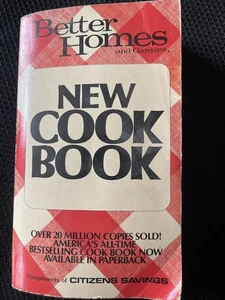 Better
Homes
and Gardens®
NEW
COOK
BOOK
OVER 20 MILLION COPIES SOLD!
AMERICA'S ALL-TIME
BESTSELLING COOK BOOK NOW
AVAILABLE IN PAPERBACK
Compliments of CITIZENS SAVINGS